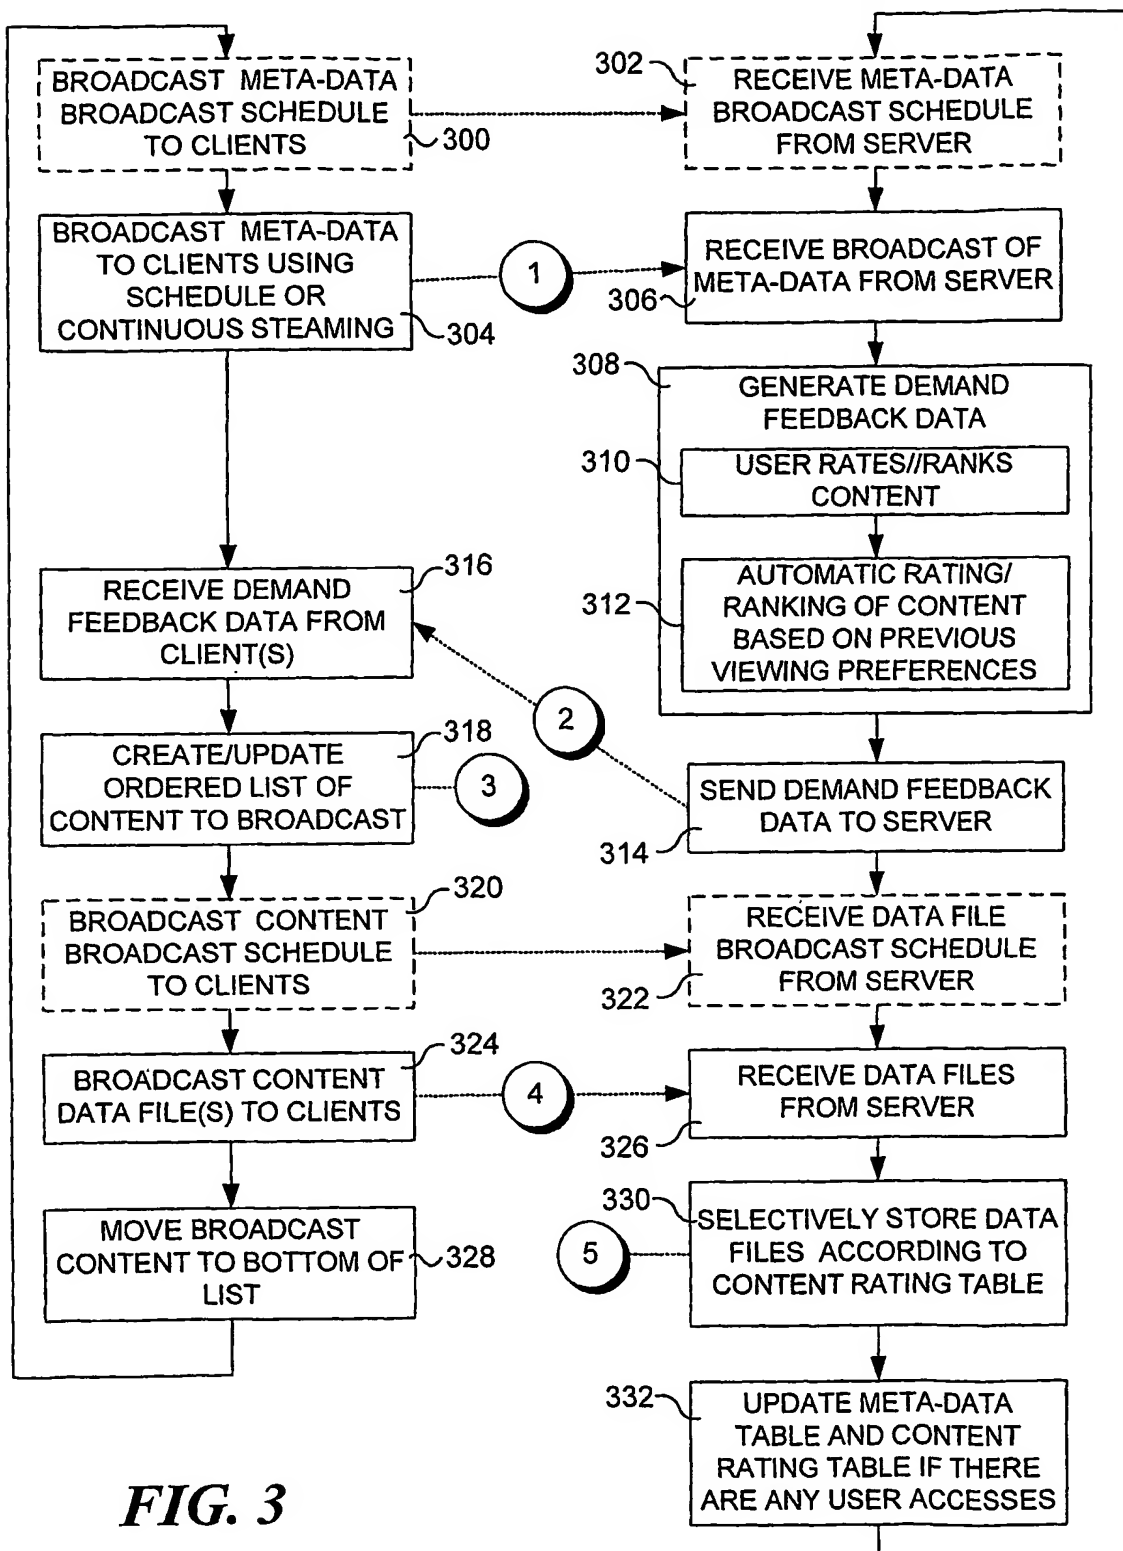 BROADCAST META-DATA
BROADCAST SCHEDULE
TO CLIENTS
300
302
RECEIVE META-DATA
BROADCAST SCHEDULE
FROM SERVER
BROADCAST META-DATA
TO CLIENTS USING
SCHEDULE OR
CONTINUOUS STEAMING
304
1
RECEIVE BROADCAST OF
META-DATA FROM SERVER
306
308
GENERATE DEMAND
FEEDBACK DATA
310
USER RATES//RANKS
CONTENT
312
AUTOMATIC RATING/
RANKING OF CONTENT
BASED ON PREVIOUS
VIEWING PREFERENCES
316
RECEIVE DEMAND
FEEDBACK DATA FROM
CLIENT(S)
2
318
CREATE/UPDATE
ORDERED LIST OF
CONTENT TO BROADCAST
3
SEND DEMAND FEEDBACK
DATA TO SERVER
314
320
BROADCAST CONTENT
BROADCAST SCHEDULE
TO CLIENTS
RECEIVE DATA FILE
BROADCAST SCHEDULE
FROM SERVER
322
324
BROADCAST CONTENT
DATA FILE(S) TO CLIENTS
4
RECEIVE DATA FILES
FROM SERVER
326
MOVE BROADCAST
CONTENT TO BOTTOM OF
LIST
328
330
SELECTIVELY STORE DATA
FILES ACCORDING TO
CONTENT RATING TABLE
5
332
UPDATE META-DATA
TABLE AND CONTENT
RATING TABLE IF THERE
ARE ANY USER ACCESSES
FIG. 3